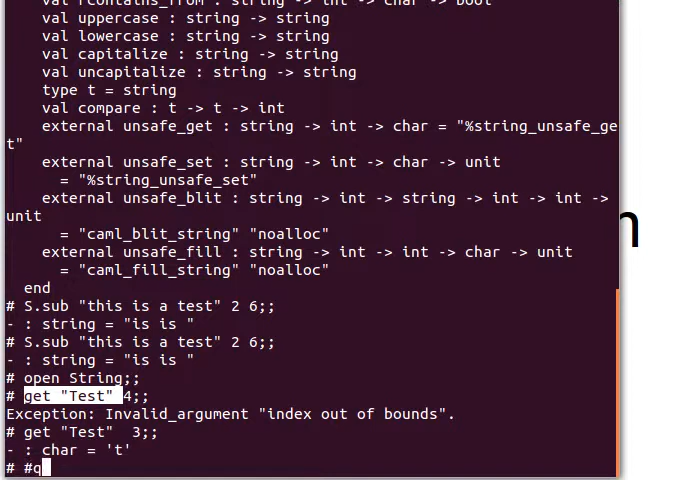 val rcontains_from : string -> int -> char -> bool
val uppercase : string -> string
val lowercase : string -> string
val capitalize : string -> string
val uncapitalize : string -> string
type t = string
val compare : t -> t -> int
external unsafe_get : string -> int -> char = "%string_unsafe_ge
t"
external unsafe_set : string -> int -> char -> unit
= "%string_unsafe_set"
external unsafe_blit : string -> int -> string -> int -> int ->
unit
= "caml_blit_string" "noalloc"
external unsafe_fill : string -> int -> int -> char -> unit
= "caml_fill_string" "noalloc"
end
# S.sub "this is a test" 2 6;;
- : string = "is is "
# S.sub "this is a test" 2 6;;
- : string = "is is "
# open String;;
# get "Test" 4;;
Exception: Invalid_argument "index out of bounds".
# get "Test"  3;;
- : char = 't'
# #q